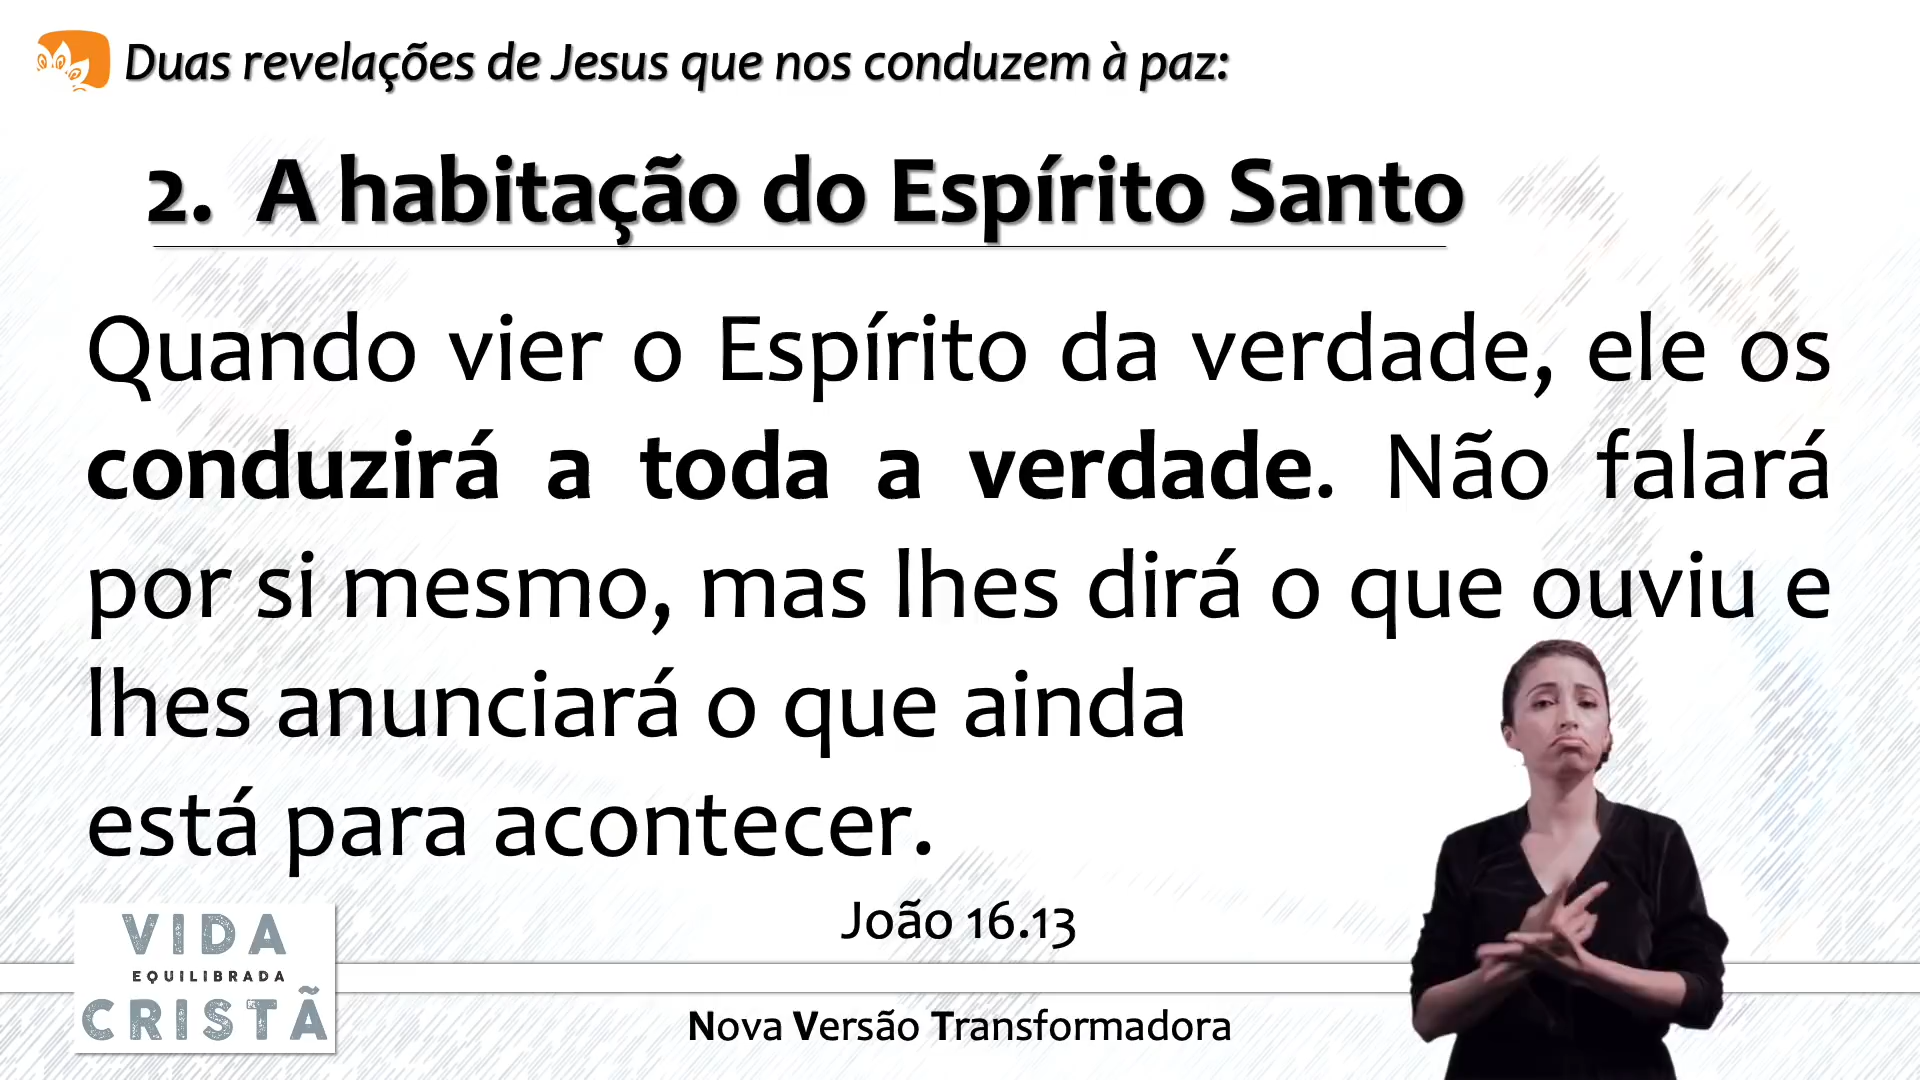 Duas revelações de Jesus que nos conduzem à paz:
2. A habitação do Espírito Santo
Quando vier o Espírito da verdade, ele os
conduzirá a toda a verdade. Não falará
por si mesmo, mas lhes dirá o que ouviu e
lhes anunciará o que ainda
está para acontecer.
João 16.13
VIDA
EQUILIBRADA
CRISTÃ
Nova Versão Transformadora